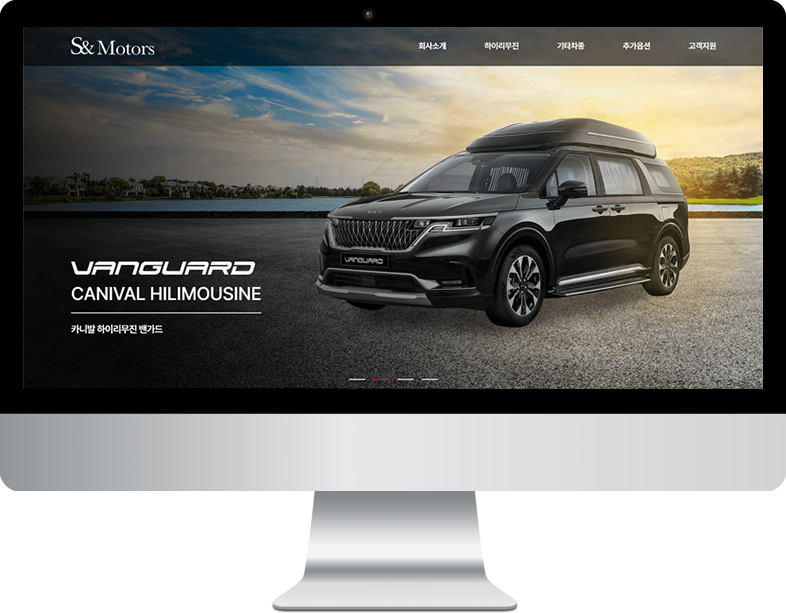 S& Motors
회사소개
하이리무진
기타차종
추가옵션
고객지원
VANGUARD
VANGUARD
CANIVAL HILIMOUSINE
카니발 하이리무진 밴가드